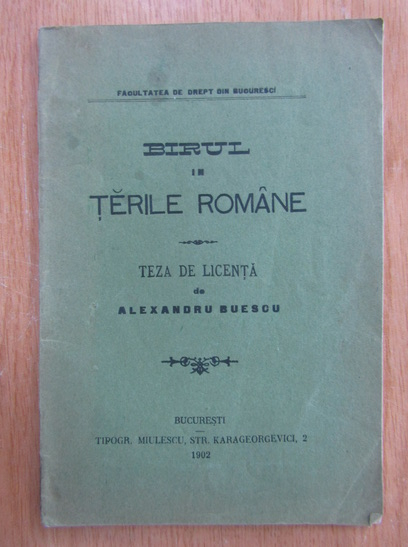 FACULTATEA DE DREPT DIN BUCURESCI
BIRUL
IN
ȚĔRILE ROMÂNE
TEZA DE LICENȚĂ
de
ALEXANDRU BUESCU
BUCUREȘTI
TIPOGR. MIULESCU, STR. KARAGEORGEVICI, 2
1902